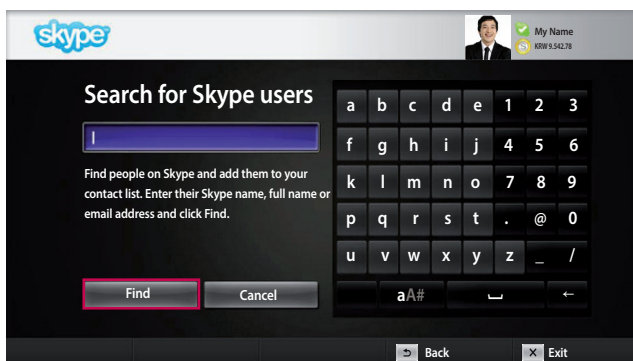 skype
My Name
KRW 9.542.78
Search for Skype users
Find people on Skype and add them to your
contact list. Enter their Skype name, full name or
email address and click Find.
Find Cancel
a b c d e 1 2 3
f g h i j 4 5 6
k l m n o 7 8 9
p q r s t . @ 0
u v w x y z _ /
aA# ←
Back Exit